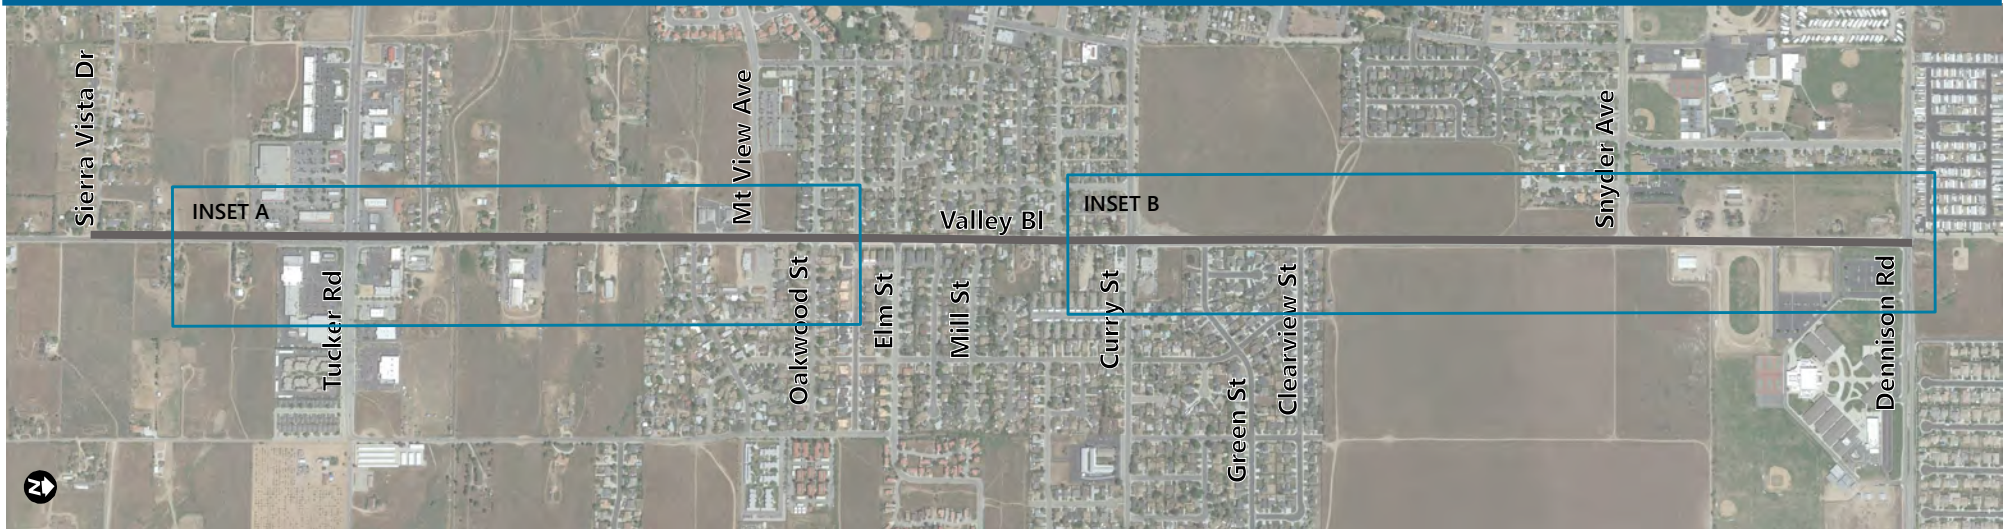 Sierra Vista Dr
INSET A
Tucker Rd
Mt View Ave
Oakwood St
Elm St
Valley Bl
Mill St
INSET B
Curry St
Green St
Clearview St
Snyder Ave
Dennison Rd
N